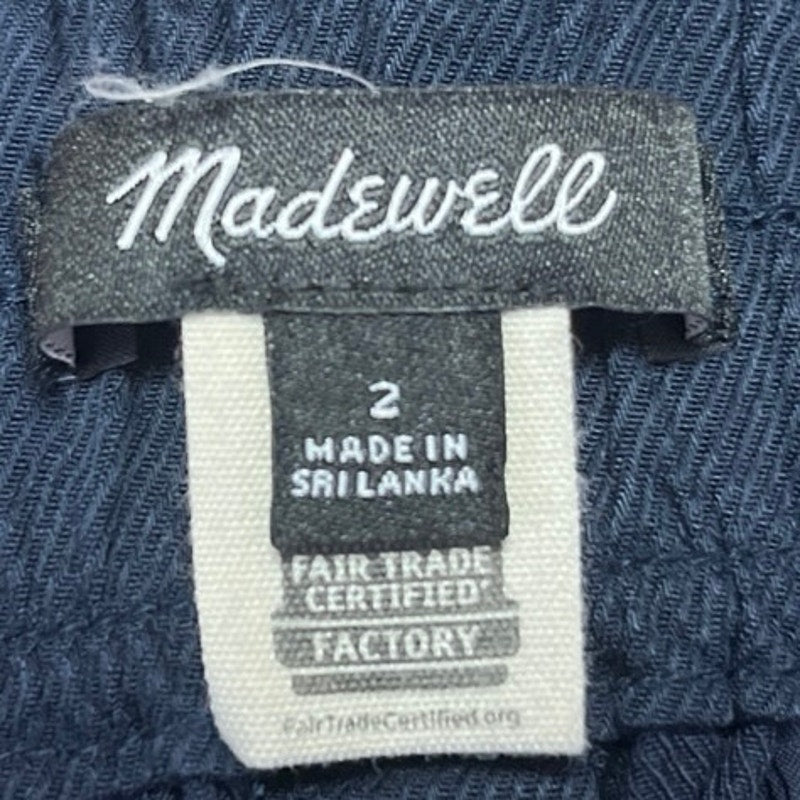 Madewell
2
MADE IN
SRI LANKA
FAIR TRADE
CERTIFIED
FACTORY
FairTradeCertified.org